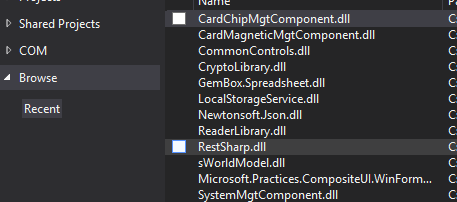 Projects
Shared Projects
COM
Browse
Recent
CardChipMgtComponent.dll
CardMagneticMgtComponent.dll
CommonControls.dll
CryptoLibrary.dll
GemBox.Spreadsheet.dll
LocalStorageService.dll
Newtonsoft.Json.dll
ReaderLibrary.dll
RestSharp.dll
sWorldModel.dll
Microsoft.Practices.CompositeUI.WinForm...
SystemMgtComponent.dll